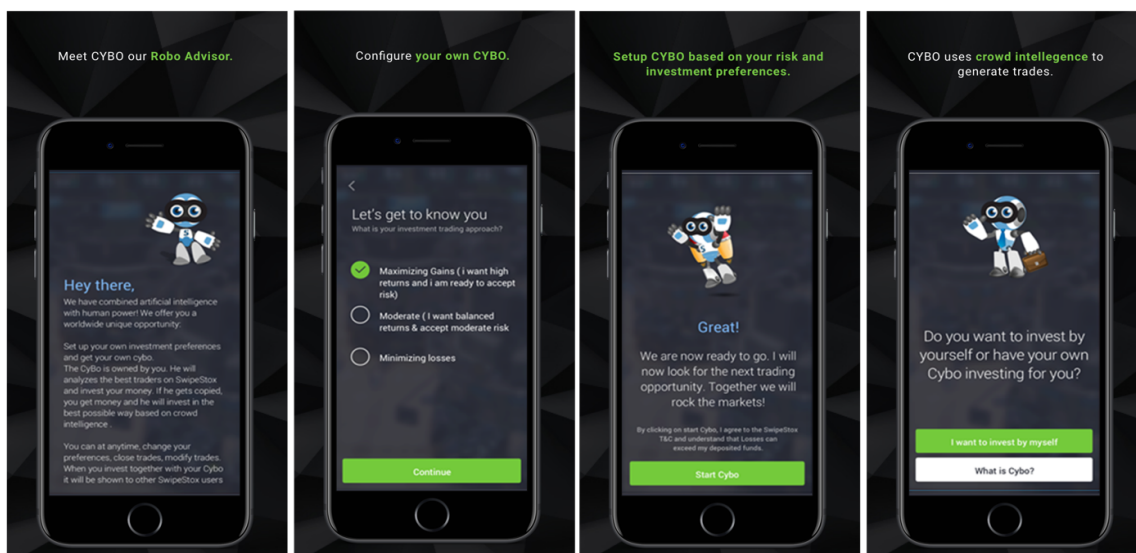 Meet CYBO our Robo Advisor.
Hey there,
We have combined artificial intelligence
with human power! We offer you a
worldwide unique opportunity:
Set up your own investment preferences
and get your own cybo.
The CyBo is owned by you. He will
analyzes the best traders on SwipeStox
and invest your money. If he gets copied,
you get money and he will invest in the
best possible way based on crowd
intelligence .
You can at anytime, change your
preferences, close trades, modify trades.
When you invest together with your Cybo
it will be shown to other SwipeStox users
Configure your own CYBO.
Let's get to know you
What is your investment trading approach?
Maximizing Gains ( i want high
returns and i am ready to accept
risk)
Moderate ( I want balanced
returns & accept moderate risk
Minimizing losses
Continue
Setup CYBO based on your risk and
investment preferences.
Great!
We are now ready to go. I will
now look for the next trading
opportunity. Together we will
rock the markets!
By clicking on start Cybo, I agree to the SwipeStox
T&C and understand that Losses can
exceed my deposited funds.
Start Cybo
CYBO uses crowd intellegence to
generate trades.
Do you want to invest by
yourself or have your own
Cybo investing for you?
I want to invest by myself
What is Cybo?